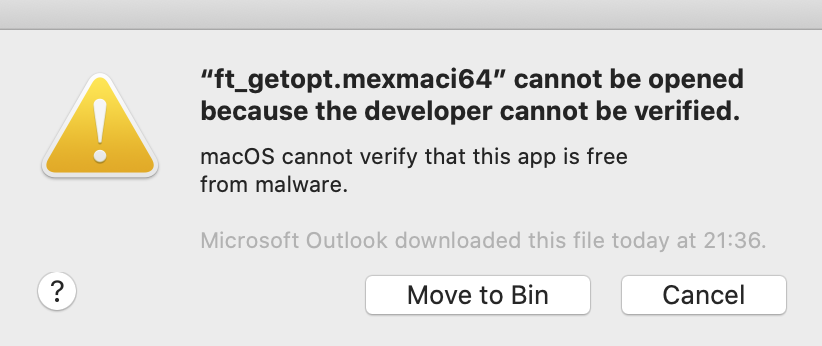 “ft_getopt.mexmaci64” cannot be opened
because the developer cannot be verified.
macOS cannot verify that this app is free
from malware.
Microsoft Outlook downloaded this file today at 21:36.
?
Move to Bin
Cancel